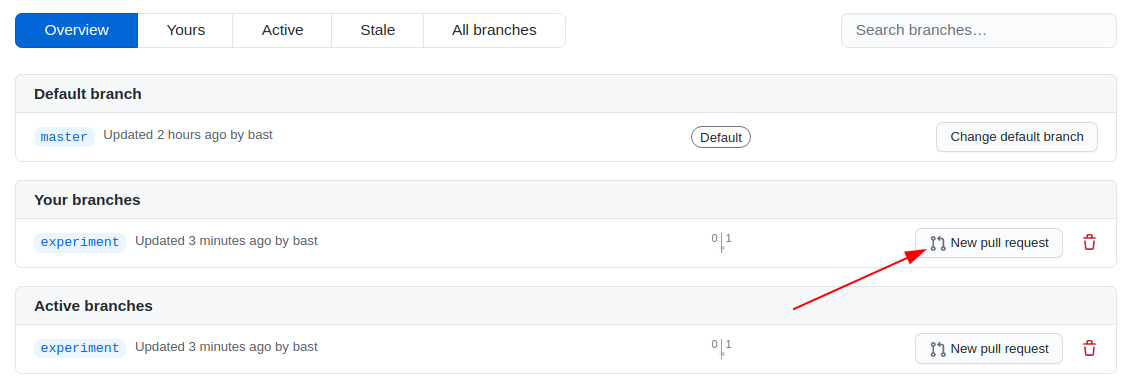 Overview Yours Active Stale All branches Search branches…
Default branch
master Updated 2 hours ago by bast Default Change default branch
Your branches
experiment Updated 3 minutes ago by bast 0 1 New pull request
Active branches
experiment Updated 3 minutes ago by bast 0 1 New pull request